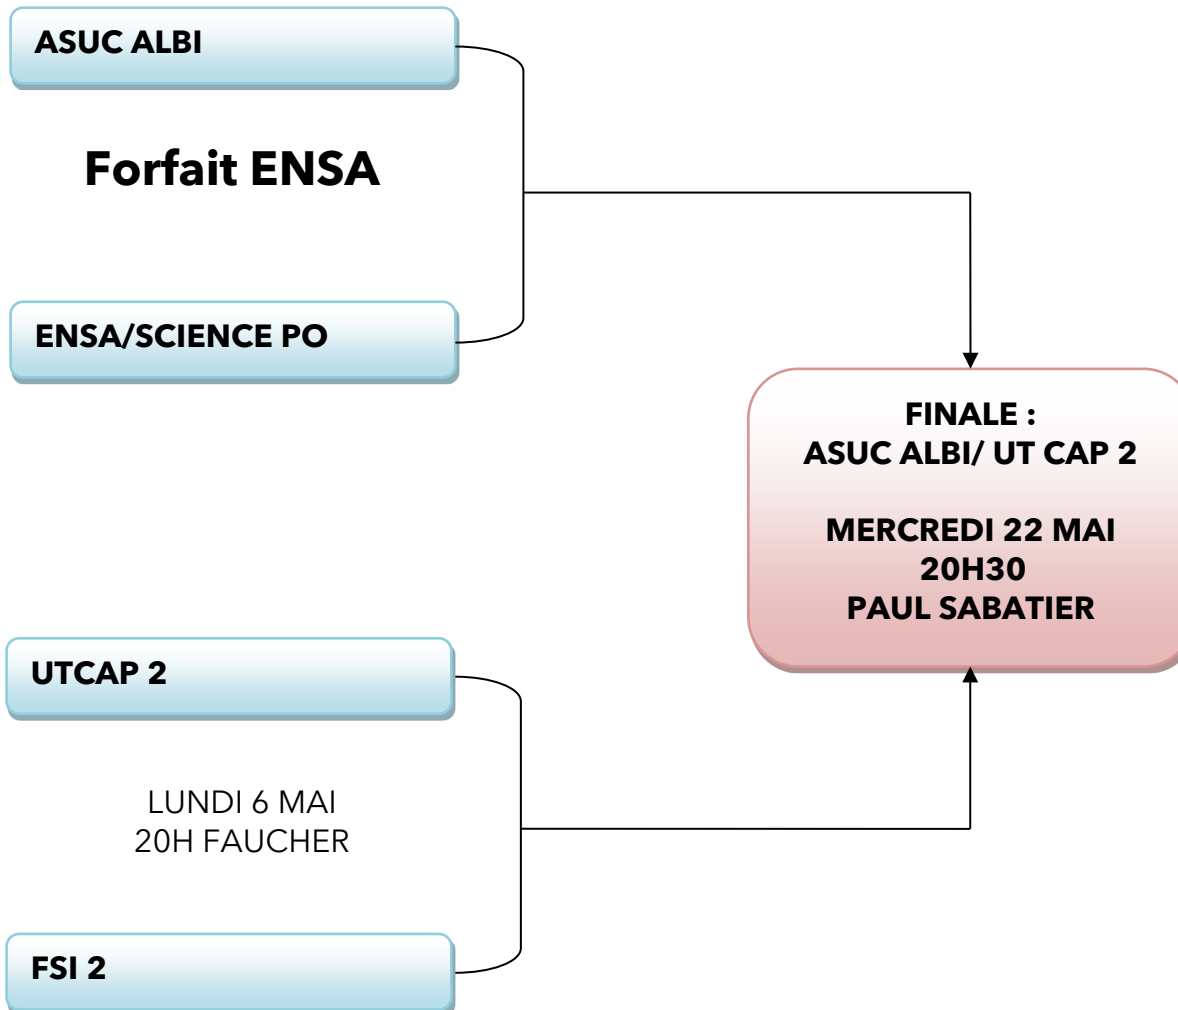 ASUC ALBI
Forfait ENSA
ENSA/SCIENCE PO
FINALE :
ASUC ALBI/ UT CAP 2
MERCREDI 22 MAI
20H30
PAUL SABATIER
UTCAP 2
LUNDI 6 MAI
20H FAUCHER
FSI 2